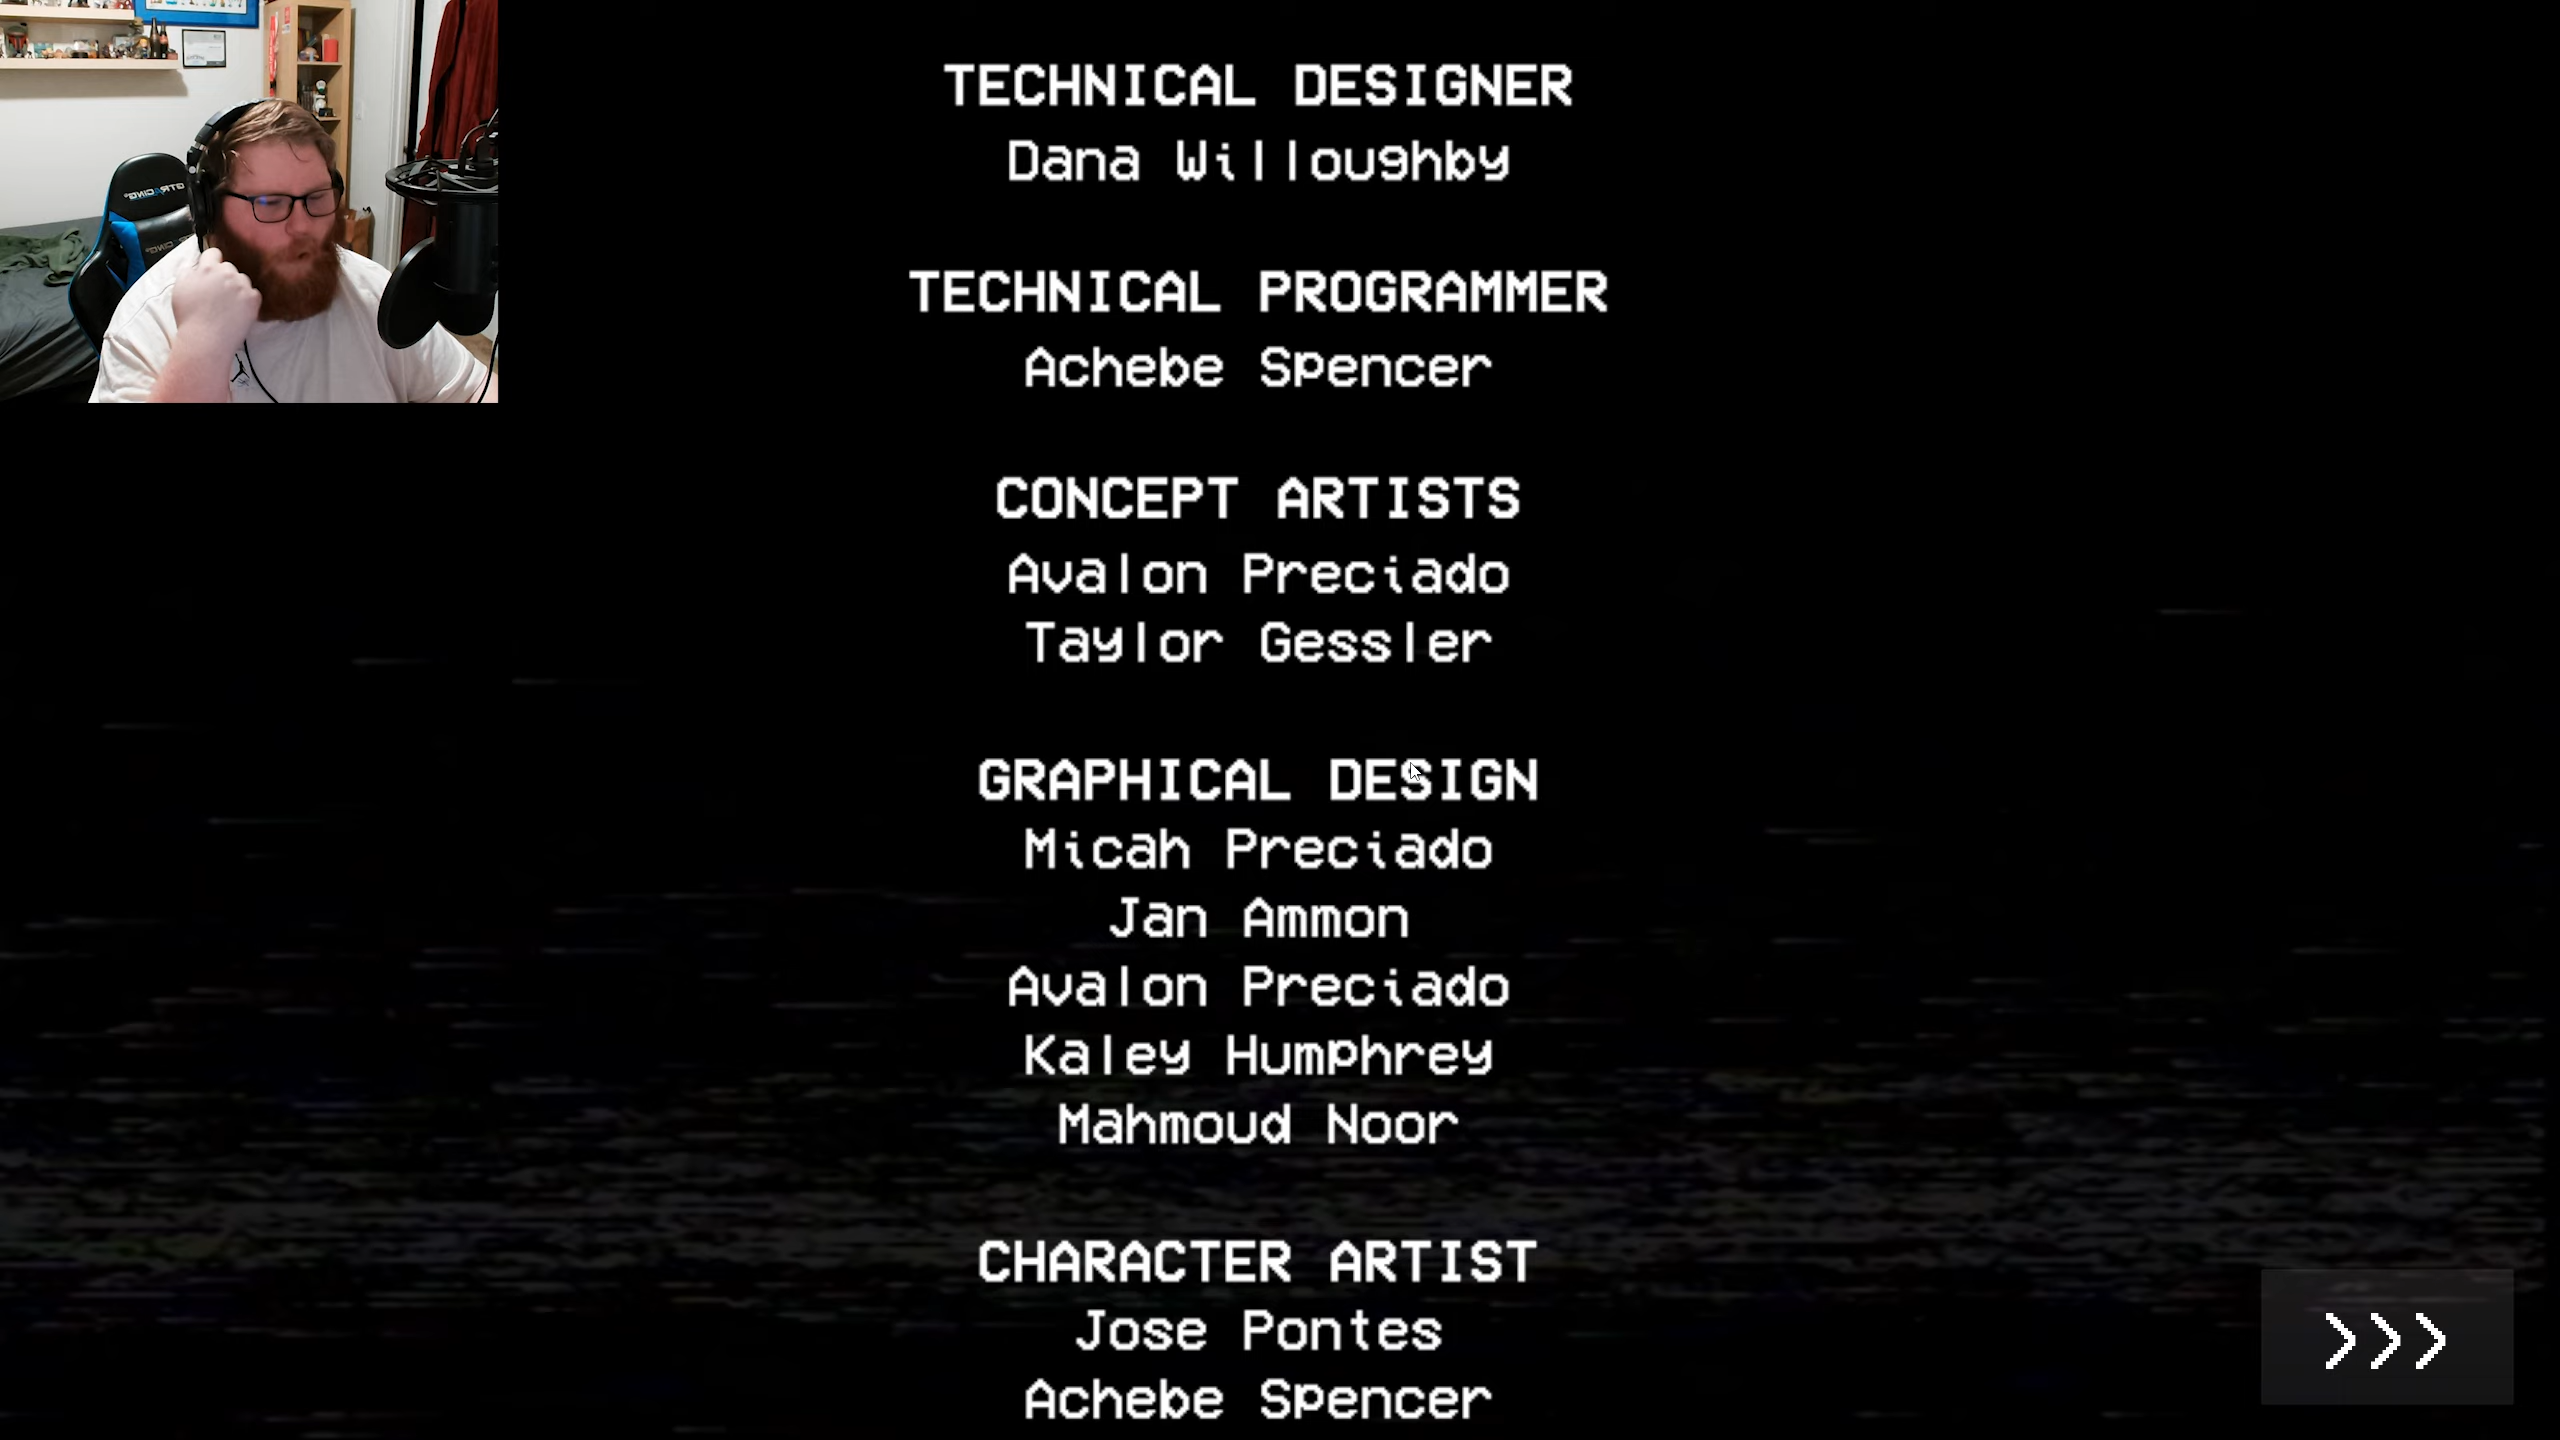 TECHNICAL DESIGNER
Dana Willoughby
TECHNICAL PROGRAMMER
Achebe Spencer
CONCEPT ARTISTS
Avalon Preciado
Taylor Gessler
GRAPHICAL DESIGN
Micah Preciado
Jan Ammon
Avalon Preciado
Kaley Humphrey
Mahmoud Noor
CHARACTER ARTIST
Jose Pontes
Achebe Spencer
>>>